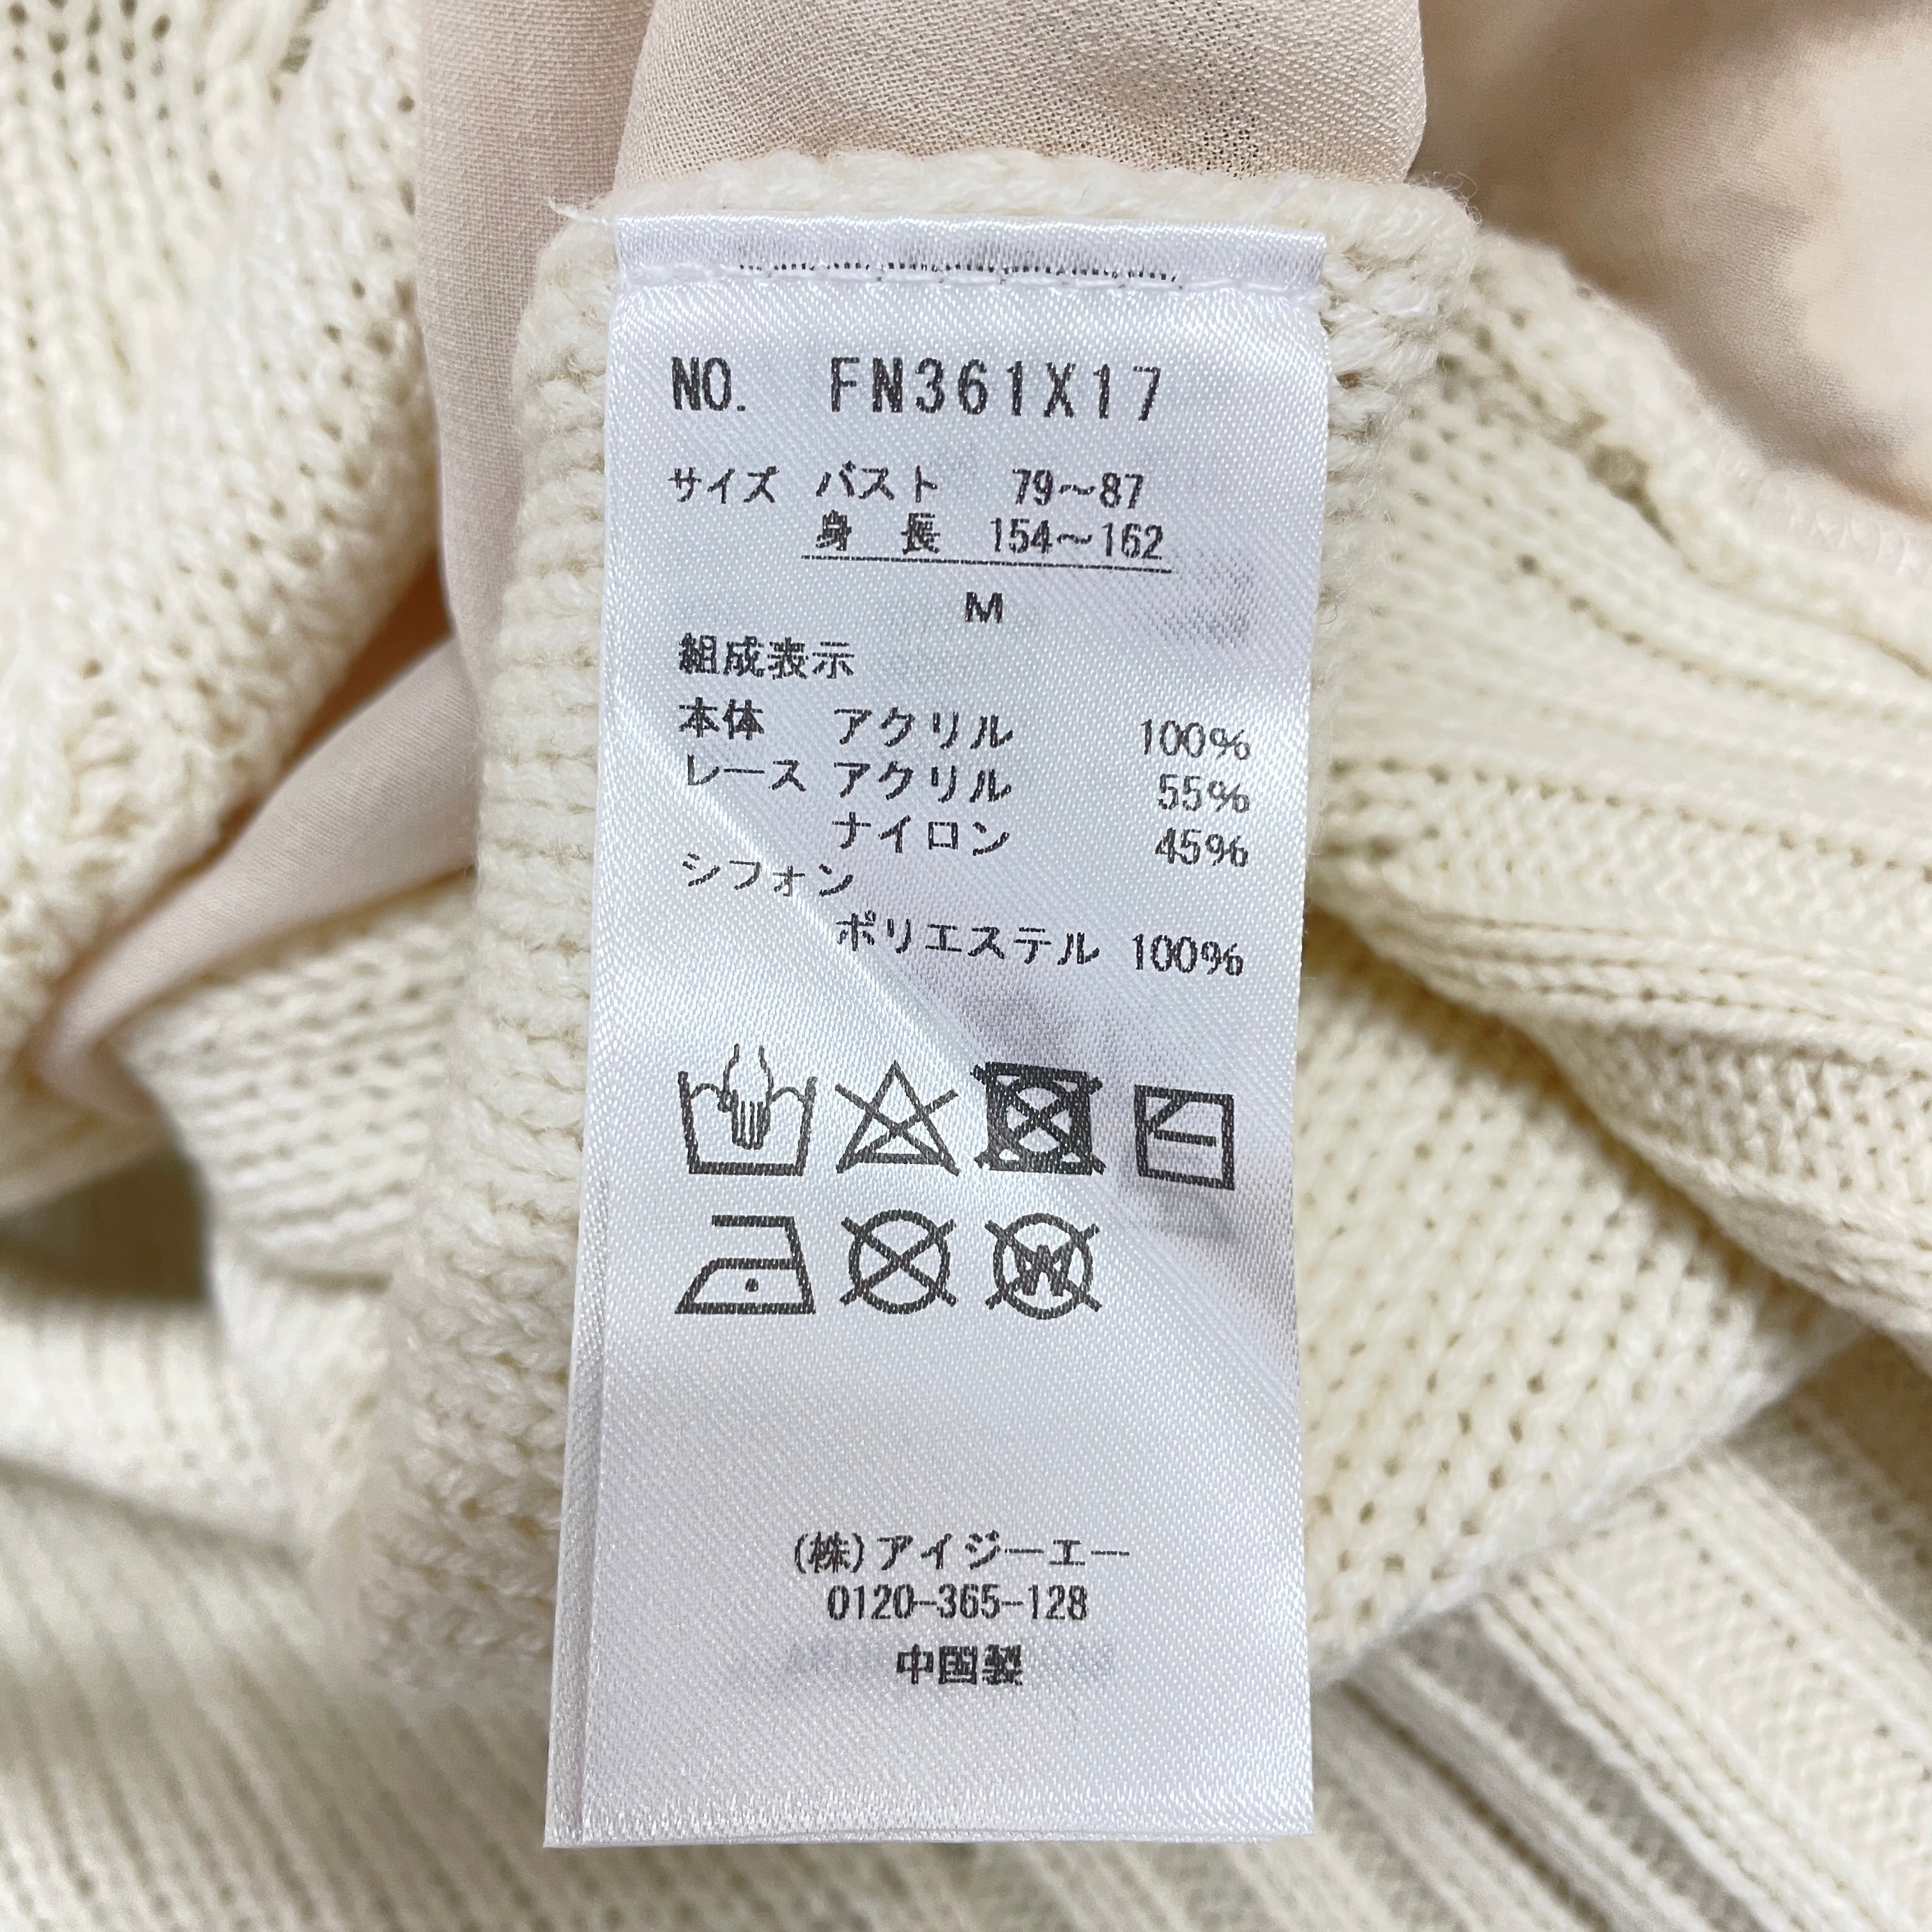 NO. FN361X17
サイズ バスト 79～87
身 長 154～162
M
組成表示
本体 アクリル 100%
レース アクリル 55%
ナイロン 45%
シフォン
ポリエステル 100%
W
(株)アイジーエー
0120-365-128
中国製